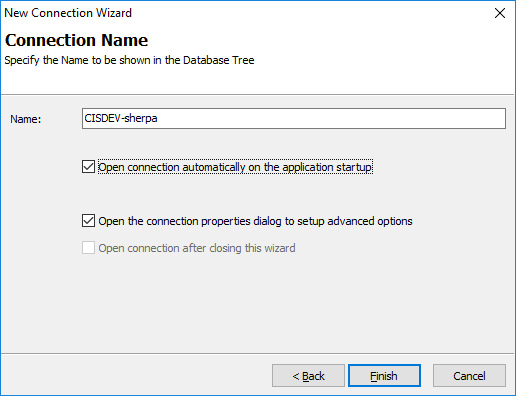 New Connection Wizard
Connection Name
Specify the Name to be shown in the Database Tree
Name: CISDEV-sherpa
Open connection automatically on the application startup
Open the connection properties dialog to setup advanced options
Open connection after closing this wizard
< Back Finish Cancel